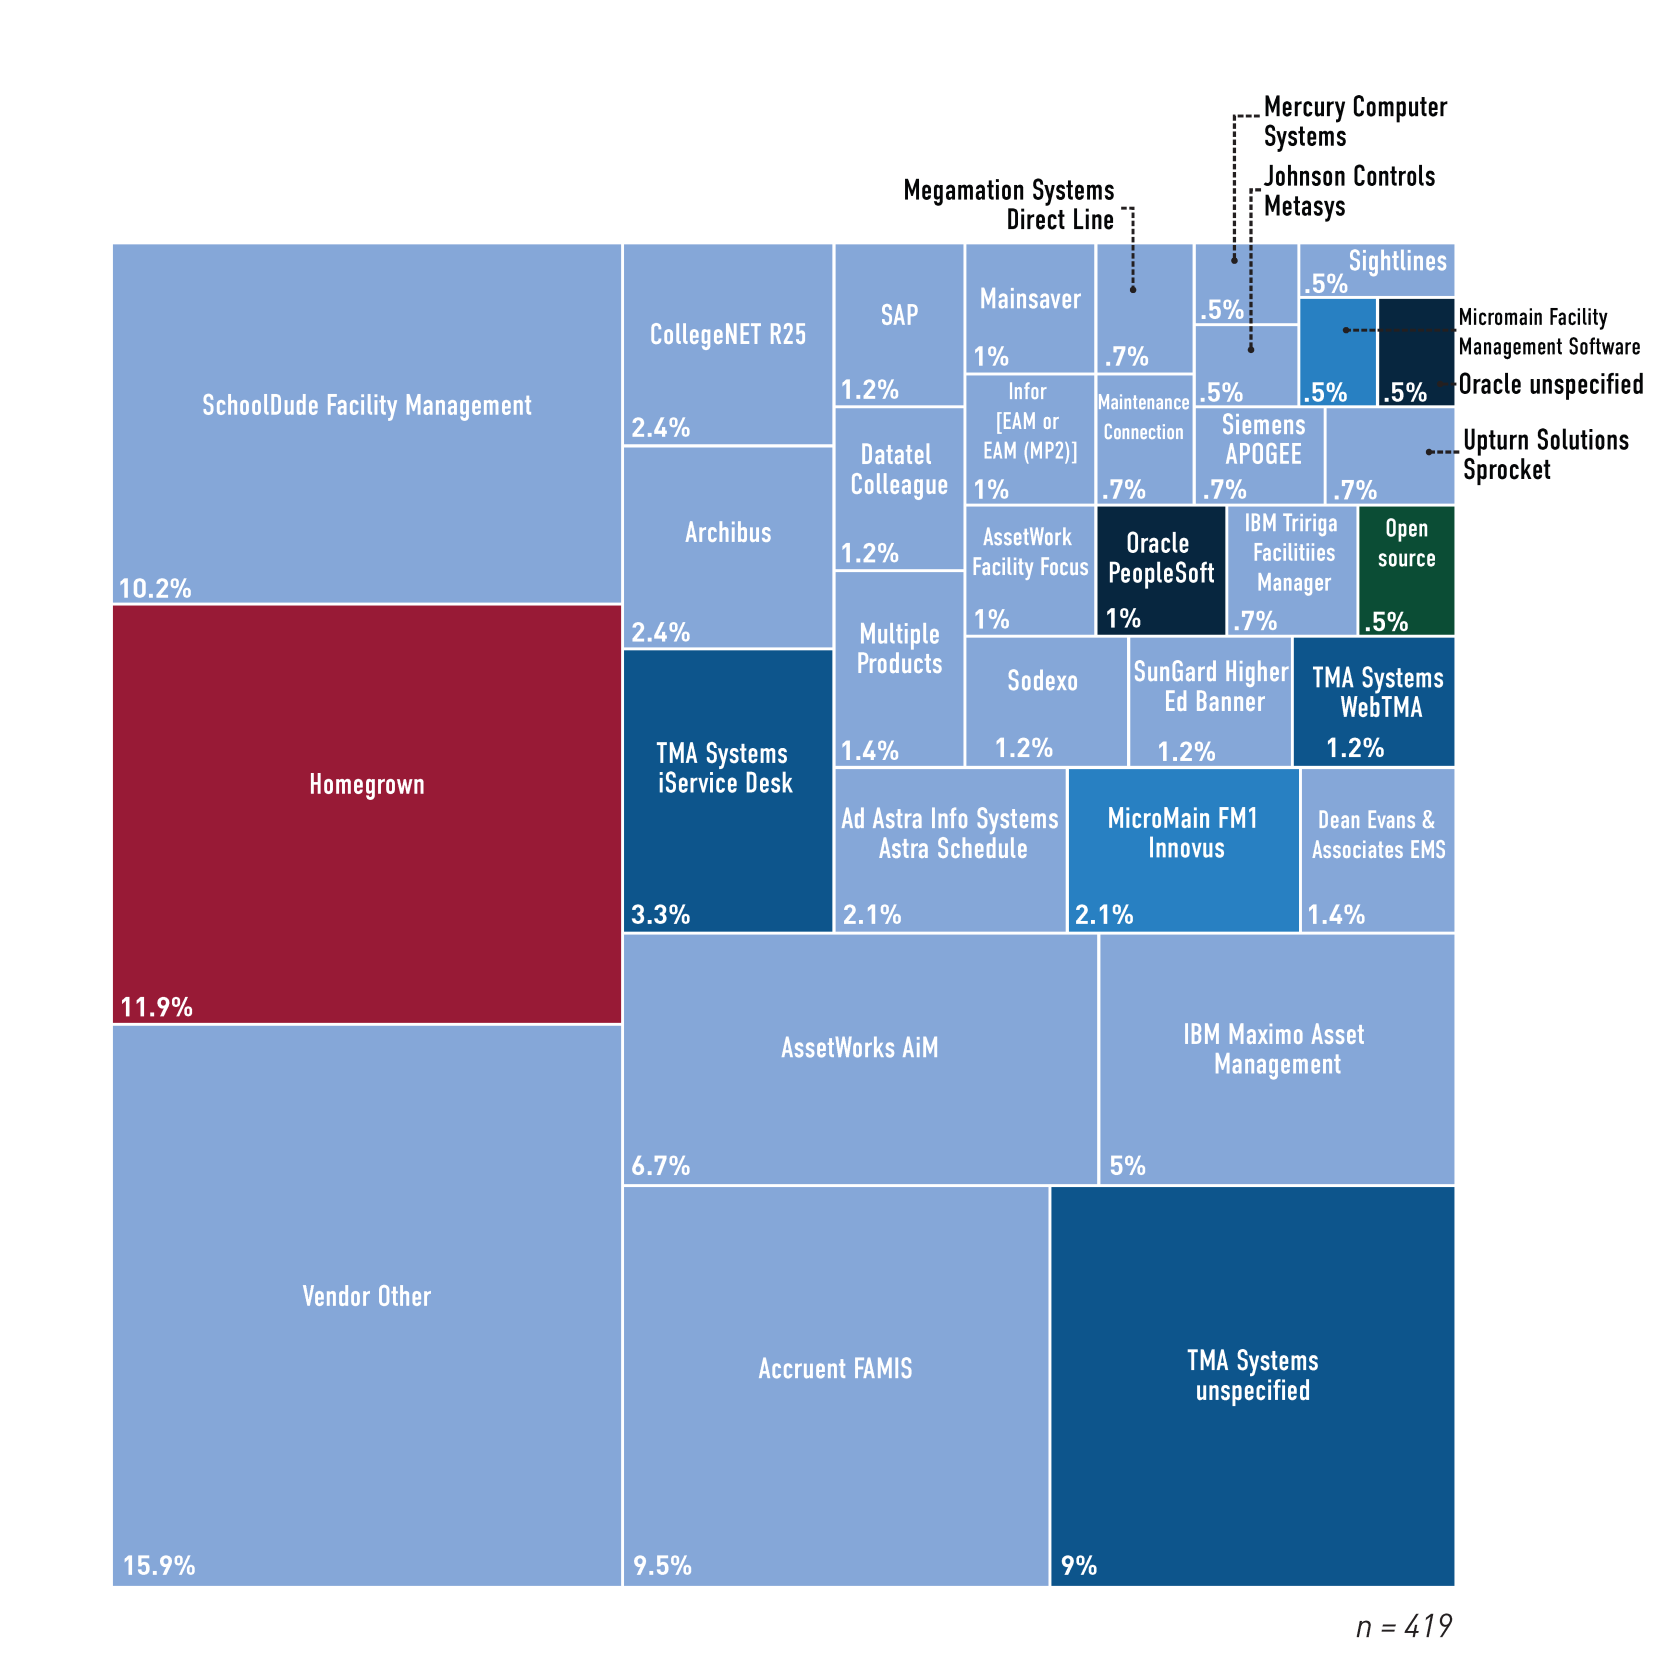 Mercury Computer
Systems
Johnson Controls
Metasys
Megamation Systems
Direct Line
SchoolDude Facility Management
10.2%
Homegrown
11.9%
Vendor Other
15.9%
CollegeNET R25
2.4%
Archibus
2.4%
TMA Systems
iService Desk
3.3%
SAP
1.2%
Datatel
Colleague
1.2%
Multiple
Products
1.4%
Mainsaver
1%
.7%
.5%
.5%
Sightlines
.5%
.5%
.5%
Micromain Facility
Management Software
Oracle unspecified
Infor
[EAM or
EAM (MP2)]
1%
Maintenance
Connection
.7%
Siemens
APOGEE
.7%
.7%
Upturn Solutions
Sprocket
AssetWork
Facility Focus
1%
Oracle
PeopleSoft
1%
IBM Tririga
Facilitiies
Manager
.7%
Open
source
.5%
Sodexo
1.2%
SunGard Higher
Ed Banner
1.2%
TMA Systems
WebTMA
1.2%
Ad Astra Info Systems
Astra Schedule
2.1%
MicroMain FM1
Innovus
2.1%
Dean Evans &
Associates EMS
1.4%
AssetWorks AiM
6.7%
IBM Maximo Asset
Management
5%
Accruent FAMIS
9.5%
TMA Systems
unspecified
9%
n = 419